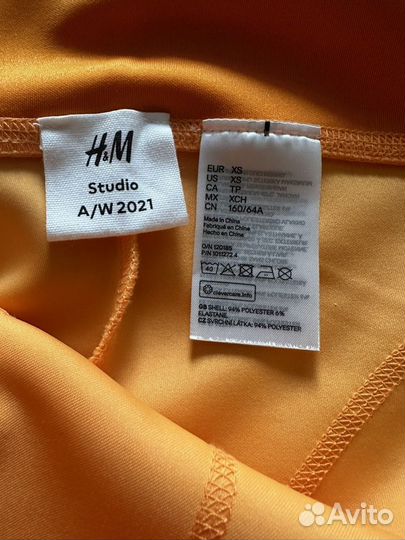 H&M
Studio
A/W 2021
EUR XS
US XS
CA TP
MX XCH
CN 160/64A
Made in China
Fabriqué en Chine
Hecho en China
O/N 120185
P/N 1011272.4
40
clevercare.info
GB SHELL: 94% POLYESTER 6%
ELASTANE.
CZ SVRCHNÍ LÁTKA: 94% POLYESTER
Avito